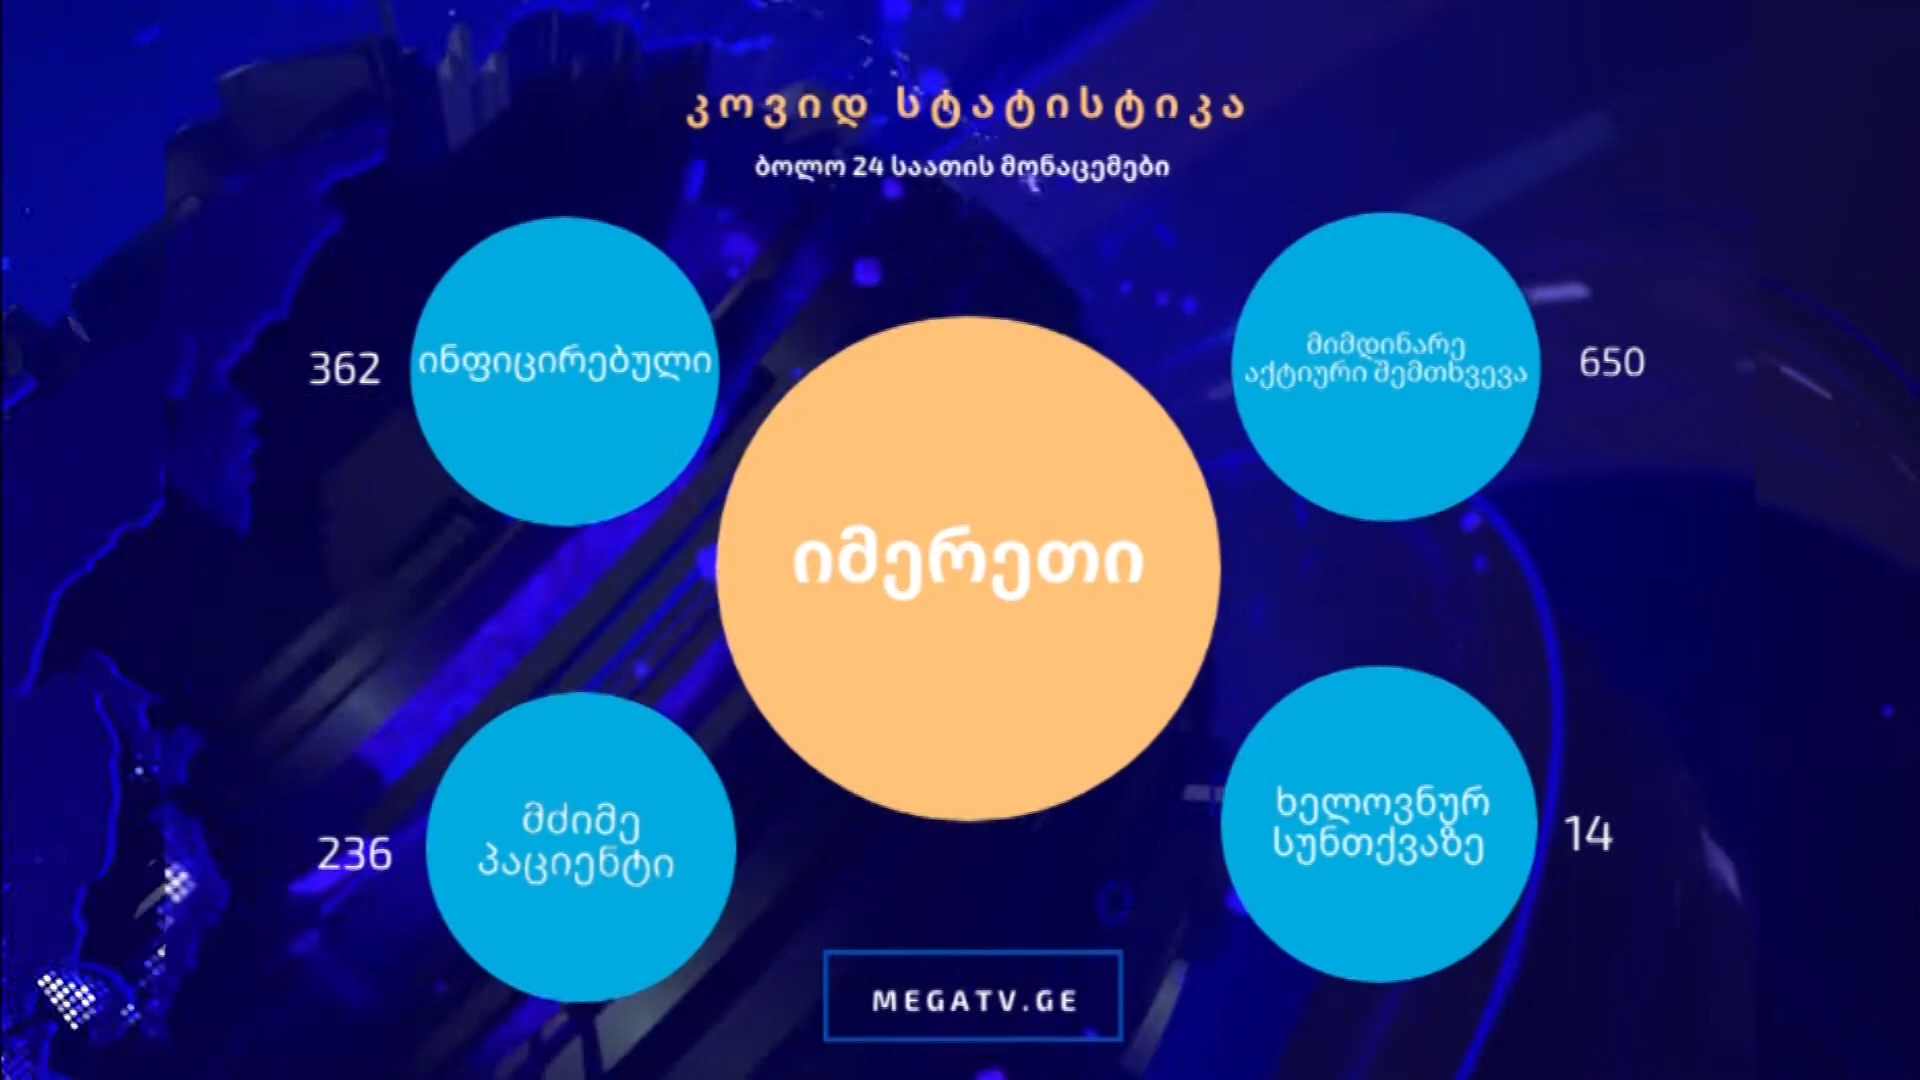 კოვიდ სტატისტიკა
ბოლო 24 საათის მონაცემები
362
ინფიცირებული
მიმდინარე
აქტიური შემთხვევა
650
იმერეთი
236
მძიმე
პაციენტი
ხელოვნურ
სუნთქვაზე
14
MEGATV.GE